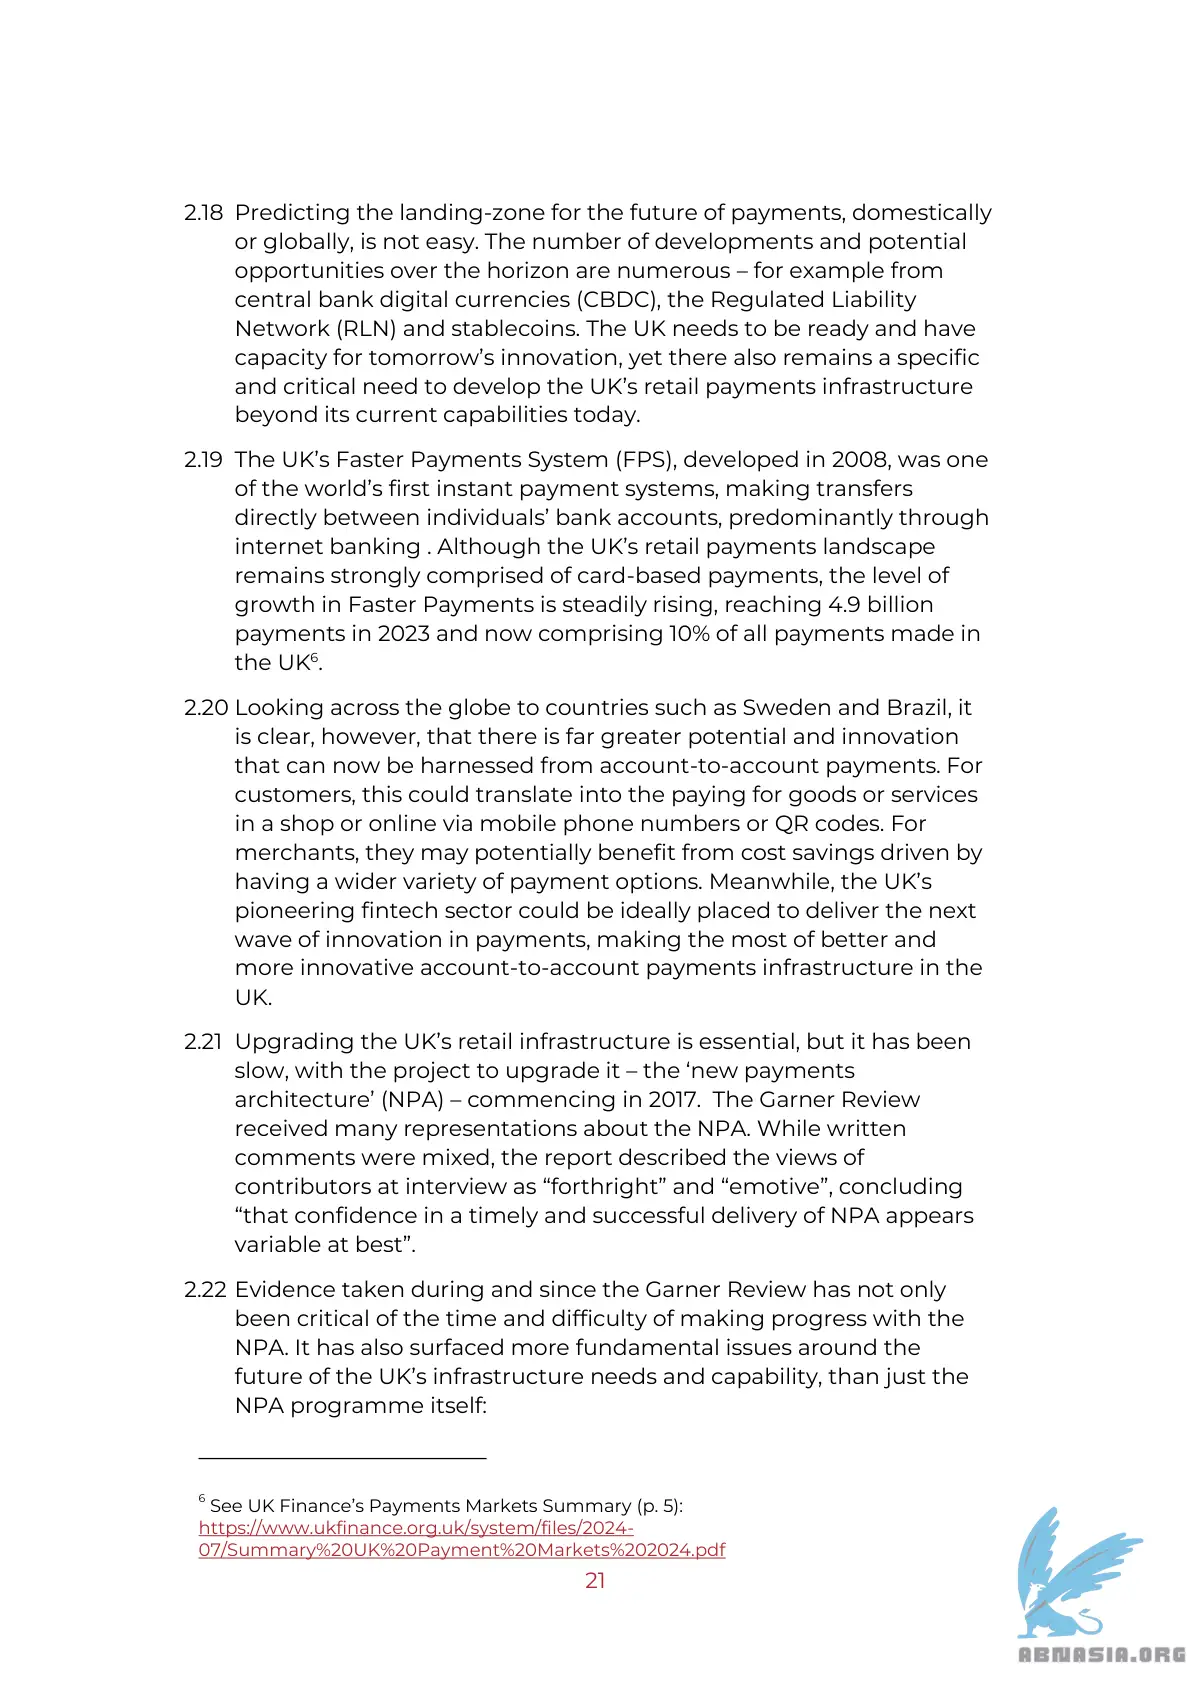 2.18 Predicting the landing-zone for the future of payments, domestically
or globally, is not easy. The number of developments and potential
opportunities over the horizon are numerous – for example from
central bank digital currencies (CBDC), the Regulated Liability
Network (RLN) and stablecoins. The UK needs to be ready and have
capacity for tomorrow’s innovation, yet there also remains a specific
and critical need to develop the UK’s retail payments infrastructure
beyond its current capabilities today.
2.19 The UK’s Faster Payments System (FPS), developed in 2008, was one
of the world’s first instant payment systems, making transfers
directly between individuals’ bank accounts, predominantly through
internet banking . Although the UK’s retail payments landscape
remains strongly comprised of card-based payments, the level of
growth in Faster Payments is steadily rising, reaching 4.9 billion
payments in 2023 and now comprising 10% of all payments made in
the UK⁶.
2.20 Looking across the globe to countries such as Sweden and Brazil, it
is clear, however, that there is far greater potential and innovation
that can now be harnessed from account-to-account payments. For
customers, this could translate into the paying for goods or services
in a shop or online via mobile phone numbers or QR codes. For
merchants, they may potentially benefit from cost savings driven by
having a wider variety of payment options. Meanwhile, the UK’s
pioneering fintech sector could be ideally placed to deliver the next
wave of innovation in payments, making the most of better and
more innovative account-to-account payments infrastructure in the
UK.
2.21 Upgrading the UK’s retail infrastructure is essential, but it has been
slow, with the project to upgrade it – the ‘new payments
architecture’ (NPA) – commencing in 2017. The Garner Review
received many representations about the NPA. While written
comments were mixed, the report described the views of
contributors at interview as “forthright” and “emotive”, concluding
“that confidence in a timely and successful delivery of NPA appears
variable at best”.
2.22 Evidence taken during and since the Garner Review has not only
been critical of the time and difficulty of making progress with the
NPA. It has also surfaced more fundamental issues around the
future of the UK’s infrastructure needs and capability, than just the
NPA programme itself:
⁶ See UK Finance’s Payments Markets Summary (p. 5):
https://www.ukfinance.org.uk/system/files/2024-
07/Summary%20UK%20Payment%20Markets%202024.pdf
21
ABNASIA.ORG